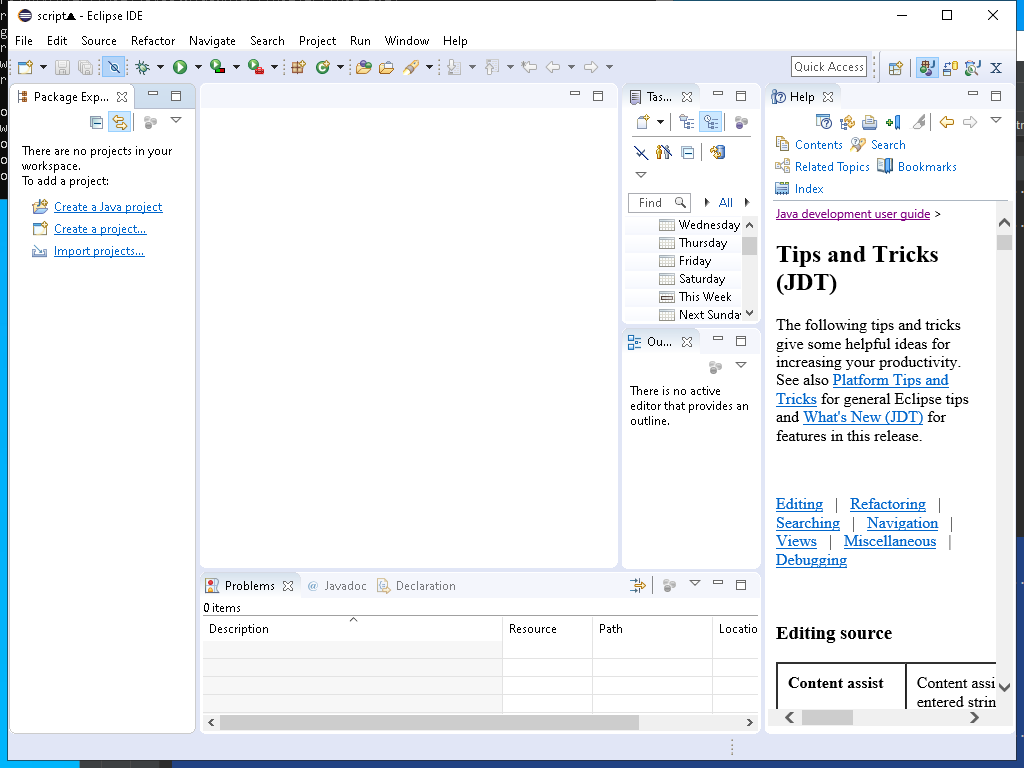 script▲ - Eclipse IDE
File Edit Source Refactor Navigate Search Project Run Window Help
Quick Access
Package Exp...
There are no projects in your
workspace.
To add a project:
Create a Java project
Create a project...
Import projects...
Tas...
Find All
Wednesday
Thursday
Friday
Saturday
This Week
Next Sunda
Ou...
There is no active
editor that provides an
outline.
Problems @ Javadoc Declaration
0 items
Description Resource Path Locatio
Help
Contents Search
Related Topics Bookmarks
Index
Java development user guide >
Tips and Tricks
(JDT)
The following tips and tricks
give some helpful ideas for
increasing your productivity.
See also Platform Tips and
Tricks for general Eclipse tips
and What's New (JDT) for
features in this release.
Editing | Refactoring |
Searching | Navigation |
Views | Miscellaneous |
Debugging
Editing source
Content assist Content assi
entered strin